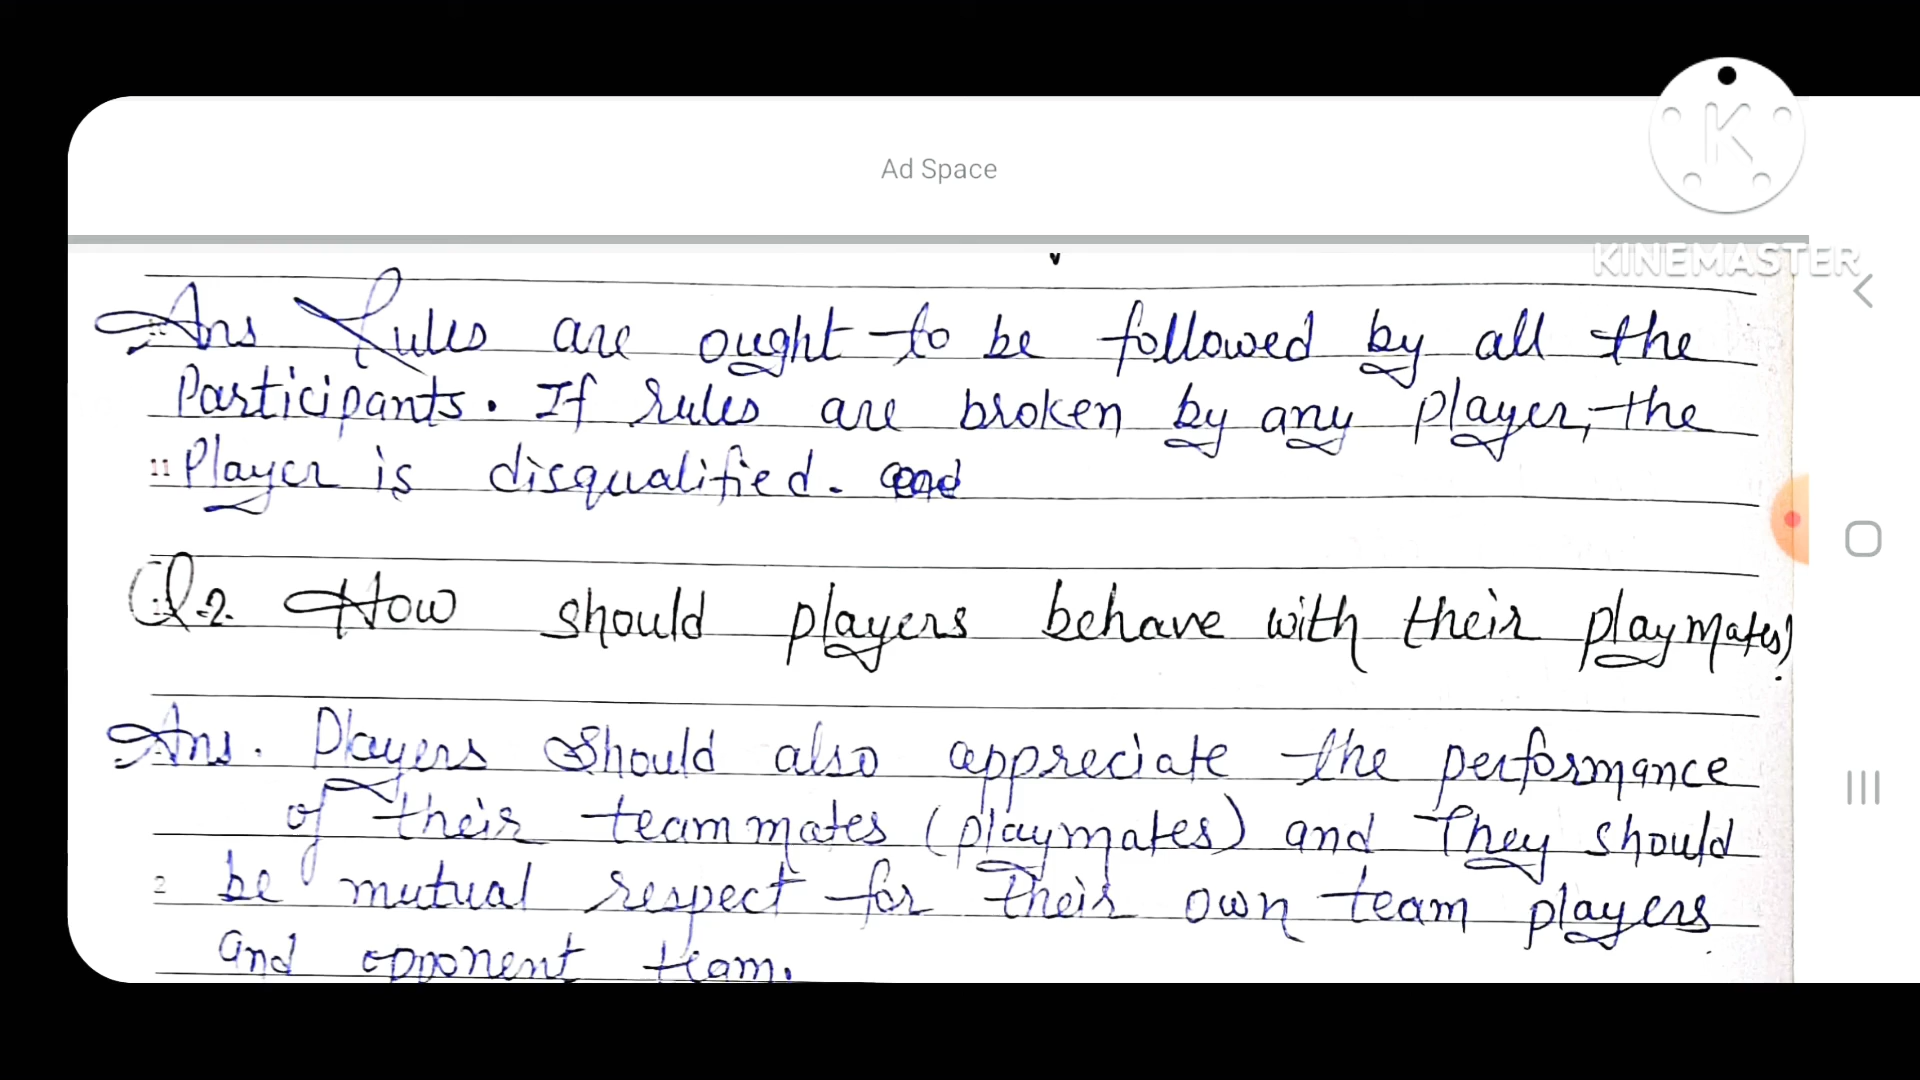 Ad Space
KINEMASTER
Ans Rules are ought to be followed by all the
Participants. If rules are broken by any player, the
Player is disqualified. and
Q.2. How should players behave with their playmates?
Ans. Players Should also appreciate the performance
of their teammates (playmates) and They should
be mutual respect for Their own team players
and opponent team.